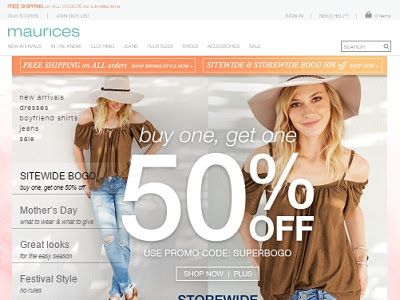 FREE SHIPPING on ALL ORDERS for a limited time
OUR STORES | JOIN OUR LIST
SIGN IN | NEED HELP? | 0 items
maurices
NEW ARRIVALS IN THE KNOW CLOTHING JEANS PLUS SIZES SHOES ACCESSORIES SALE
SEARCH
FREE SHIPPING on ALL orders SHOP SPRING STYLE NOW >
SITEWIDE & STOREWIDE BOGO 50% off SHOP NOW >
new arrivals
dresses
boyfriend shirts
jeans
sale
buy one, get one
50% OFF
USE PROMO CODE: SUPERBOGO
SHOP NOW | PLUS
STOREWIDE
SITEWIDE BOGO
buy one, get one 50% off
Mother's Day
what to wear & what to give
Great looks
for the easy season
Festival Style
no rules